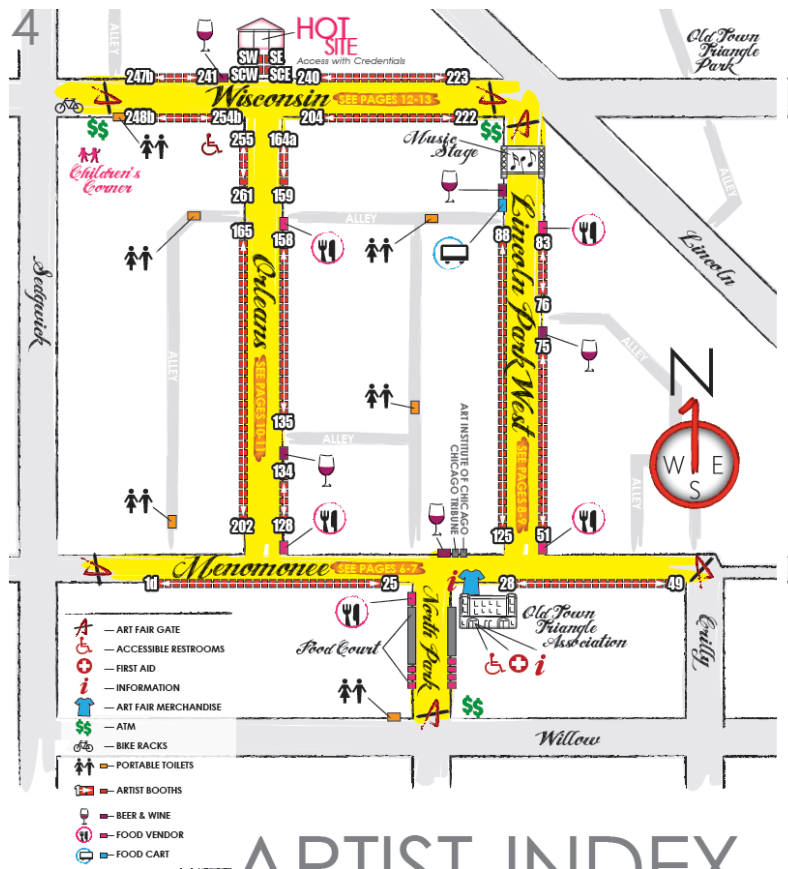 4
HOT
SITE
Access with Credentials
ALLEY
Old Town
Triangle
Park
SW SE
247b 241 SCW SCE 240 223
Wisconsin SEE PAGES 12-13
248b 254b 204 222
$$
$$
255 164a
Music
Stage
Children's
Corner
261 159
ALLEY
ALLEY
165 158
88 83
Lincoln
Sedgwick
Orleans
SEE PAGES 10-11
Lincoln Park West
SEE PAGES 8-9
76
75
ALLEY
ALLEY
N
W E
S
135
ALLEY
134
ART INSTITUTE OF CHICAGO
CHICAGO TRIBUNE
ALLEY
202 128
125 51
Menomonee SEE PAGES 6-7
1d 25
i
28 49
North Park
Food Court
Old Town
Triangle
Association
i
Crilly
$$
Willow
ART FAIR GATE
ACCESSIBLE RESTROOMS
FIRST AID
i INFORMATION
ART FAIR MERCHANDISE
$$ ATM
BIKE RACKS
PORTABLE TOILETS
1 ARTIST BOOTHS
BEER & WINE
FOOD VENDOR
FOOD CART
ARTIST INDEX